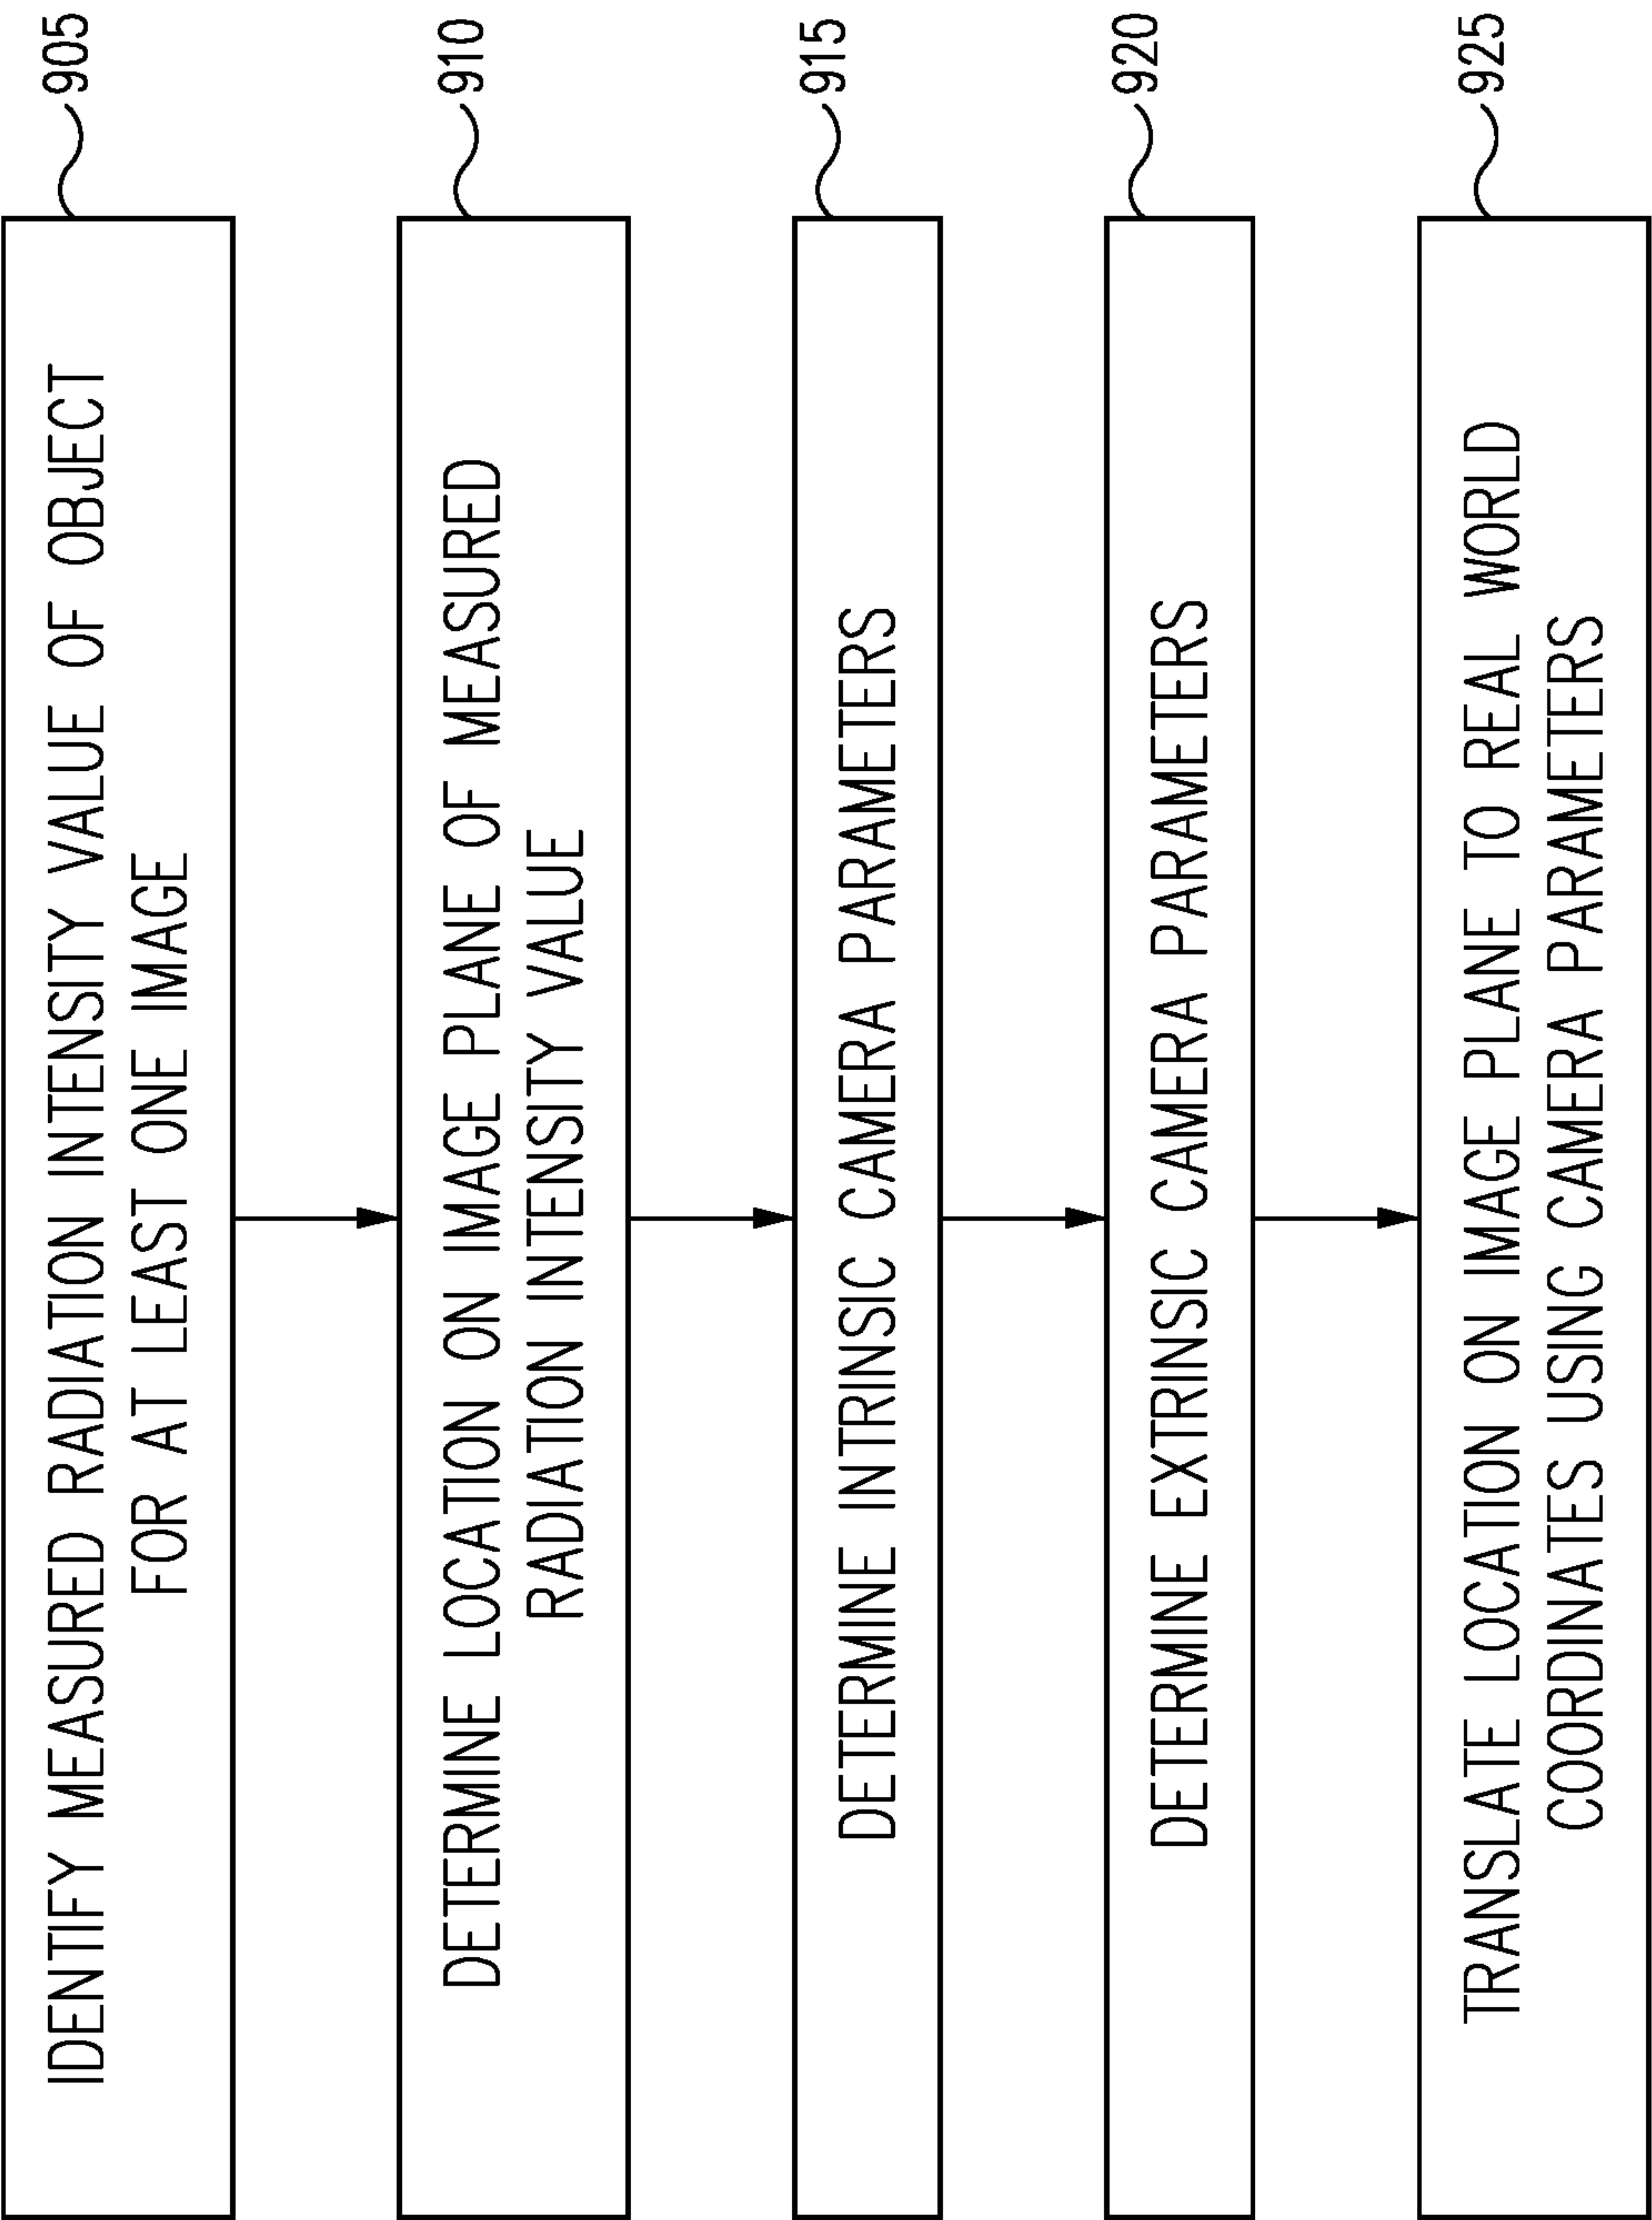 IDENTIFY MEASURED RADIATION INTENSITY VALUE OF OBJECT
FOR AT LEAST ONE IMAGE
905
DETERMINE LOCATION ON IMAGE PLANE OF MEASURED
RADIATION INTENSITY VALUE
910
DETERMINE INTRINSIC CAMERA PARAMETERS
915
DETERMINE EXTRINSIC CAMERA PARAMETERS
920
TRANSLATE LOCATION ON IMAGE PLANE TO REAL WORLD
COORDINATES USING CAMERA PARAMETERS
925